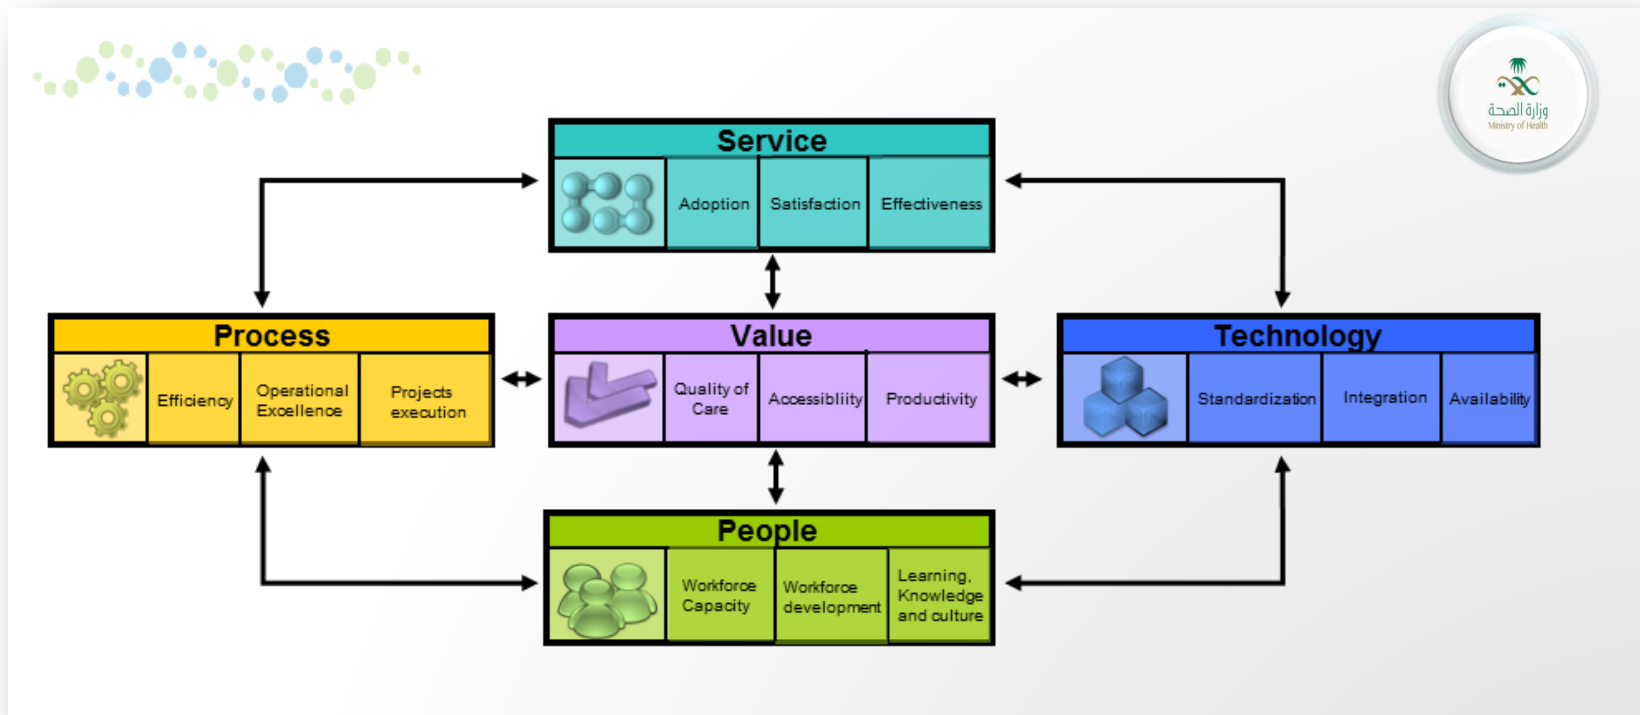 وزارة الصحة
Ministry of Health
Service
Adoption
Satisfaction
Effectiveness
Process
Efficiency
Operational
Excellence
Projects
execution
Value
Quality of
Care
Accessibliity
Productivity
Technology
Standardization
Integration
Availability
People
Workforce
Capacity
Workforce
development
Learning,
Knowledge
and culture